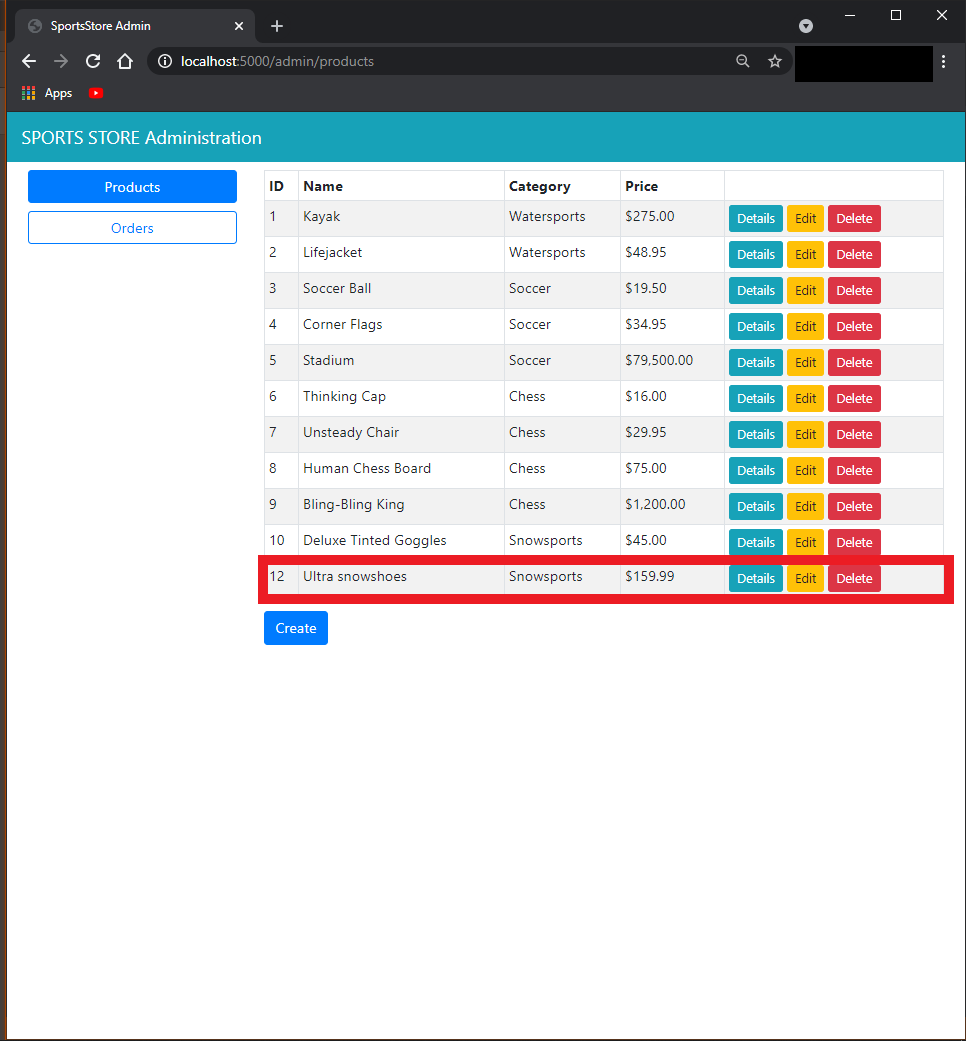 SportsStore Admin
localhost:5000/admin/products
Apps
SPORTS STORE Administration
Products
Orders
ID Name Category Price
1 Kayak Watersports $275.00 Details Edit Delete
2 Lifejacket Watersports $48.95 Details Edit Delete
3 Soccer Ball Soccer $19.50 Details Edit Delete
4 Corner Flags Soccer $34.95 Details Edit Delete
5 Stadium Soccer $79,500.00 Details Edit Delete
6 Thinking Cap Chess $16.00 Details Edit Delete
7 Unsteady Chair Chess $29.95 Details Edit Delete
8 Human Chess Board Chess $75.00 Details Edit Delete
9 Bling-Bling King Chess $1,200.00 Details Edit Delete
10 Deluxe Tinted Goggles Snowsports $45.00 Details Edit Delete
12 Ultra snowshoes Snowsports $159.99 Details Edit Delete
Create